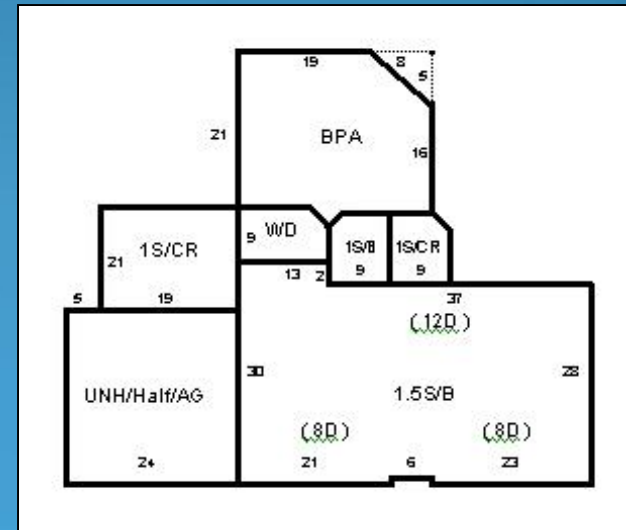 19
8
5
21
BPA
16
WD
9
1S/CR
21
1S/B
1S/CR
9
9
13
2
5
19
37
(12D)
30
28
UNH/Half/AG
1.5S/B
(8D)
(8D)
24
21
6
23